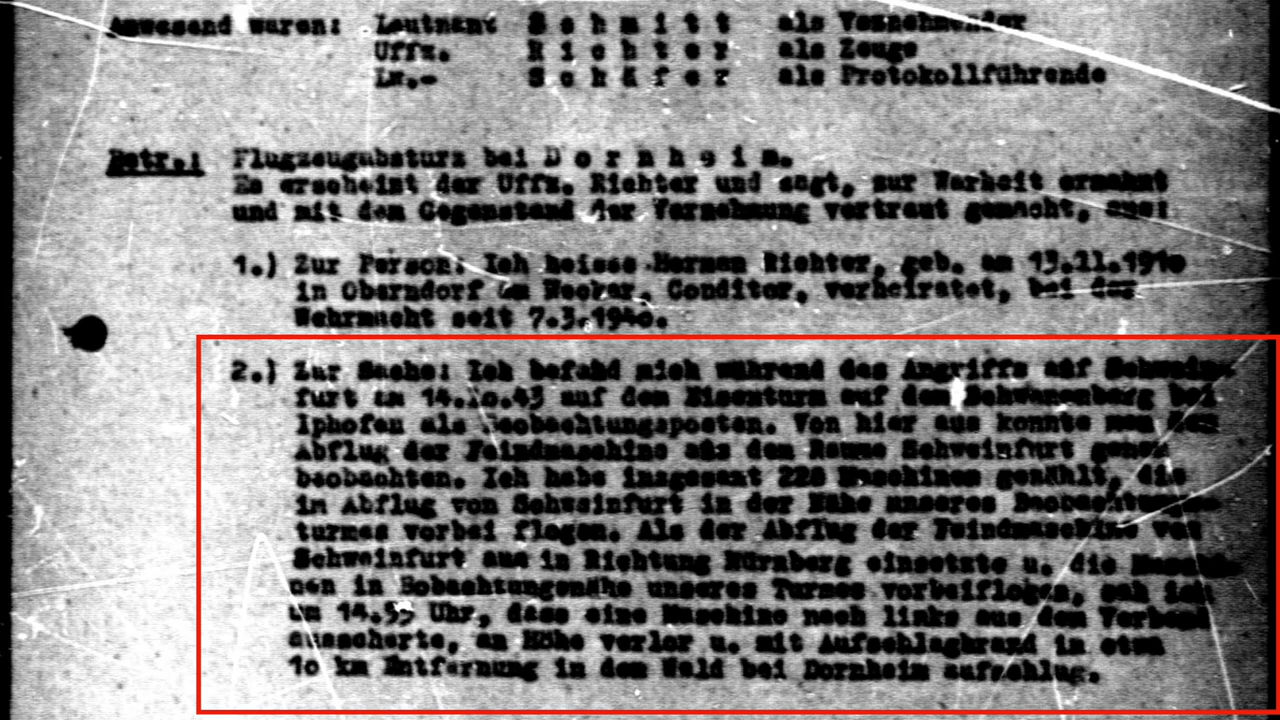 Anwesend waren: Leutnant S c h m i t t als Vernehmender
Uffz. R i c h t e r als Zeuge
Ln.- S c h ä f e r als Protokollführende
Betr.: Flugzeugabsturz bei D o r n h e i m.
Es erscheint der Uffz. Richter und sagt, zur Warheit ermahnt
und mit dem Gegenstand der Vernehmung vertraut gemacht, aus:
1.) Zur Person: Ich heisse Herman Richter, geb. am 13.11.1910
in Oberndorf am Neckar, Conditor, verheiratet, bei der
Wehrmacht seit 7.3.1940.
2.) Zur Sache: Ich befand mich während des Angriffs auf Schwein-
furt am 14.10.43 auf dem Eisenturm auf dem Schwanenberg bei
Iphofen als Beobachtungsposten. Von hier aus konnte man den
Abflug der Feindmaschine aus dem Raume Schweinfurt genau
beobachten. Ich habe insgesamt 228 Maschinen gezählt, die
im Abflug von Schweinfurt in der Nähe unseres Beobachtungs-
turmes vorbei flogen. Als der Abflug der Feindmaschine von
Schweinfurt aus in Richtung Nürnberg einsetzte u. die Maschi-
nen in Bobachtungsnähe unseres Turmes vorbeiflogen, sah ich
um 14.55 Uhr, dass eine Maschine nach links aus dem Verband
ausscherte, an Höhe verlor u. mit Aufschlagbrand in etwa
10 km Entfernung in dem Wald bei Dornheim aufschlug.